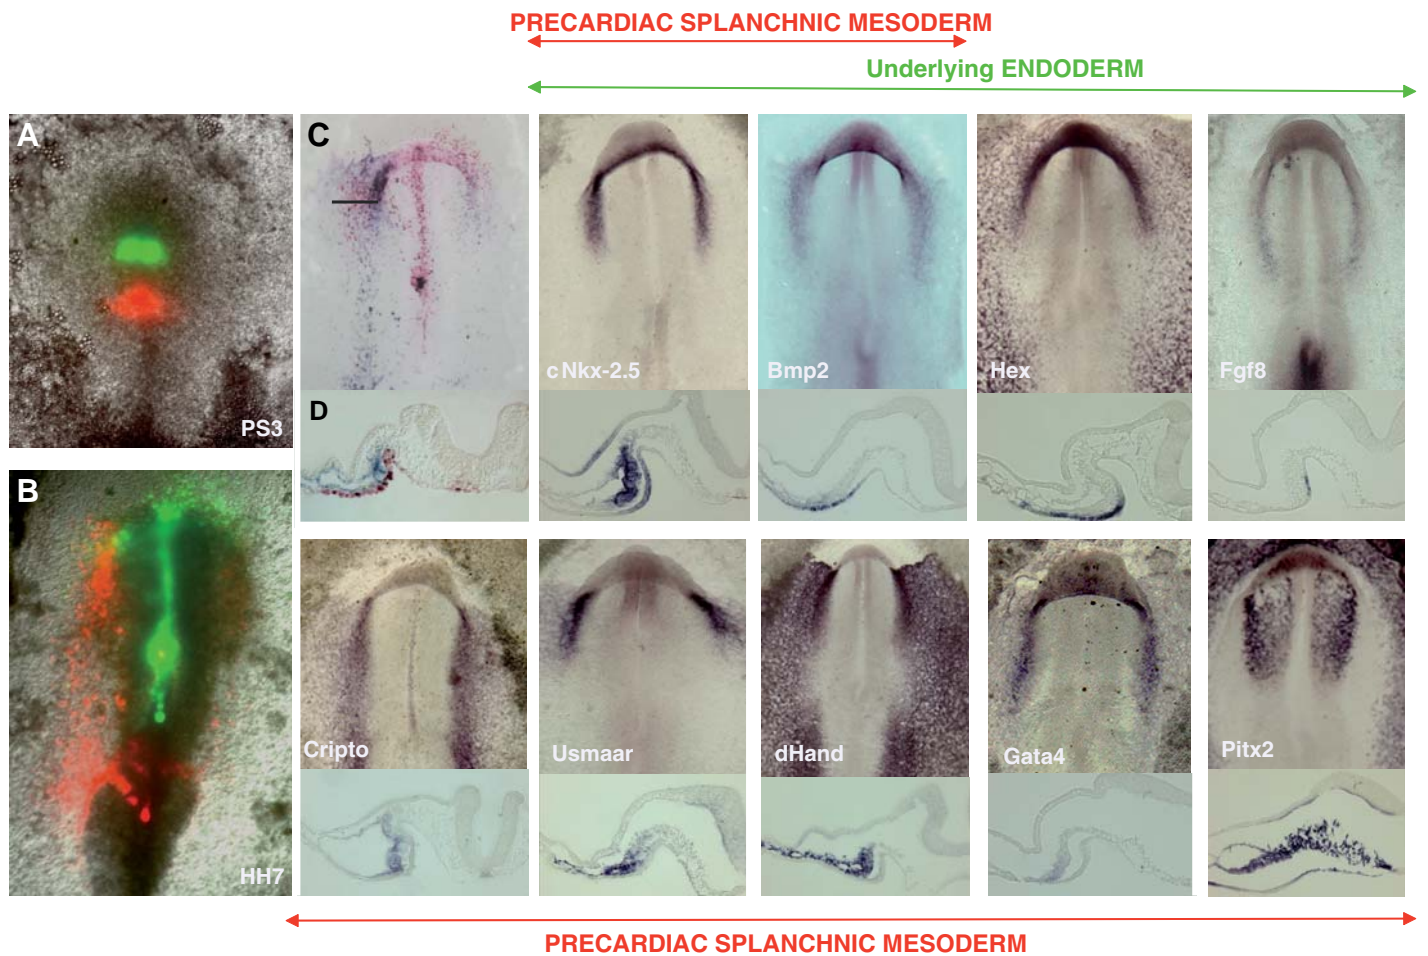 PRECARDIAC SPLANCHNIC MESODERM
Underlying ENDODERM
A
PS3
B
HH7
C
cNkx-2.5
Bmp2
Hex
Fgf8
D
Cripto
Usmaar
dHand
Gata4
Pitx2
PRECARDIAC SPLANCHNIC MESODERM